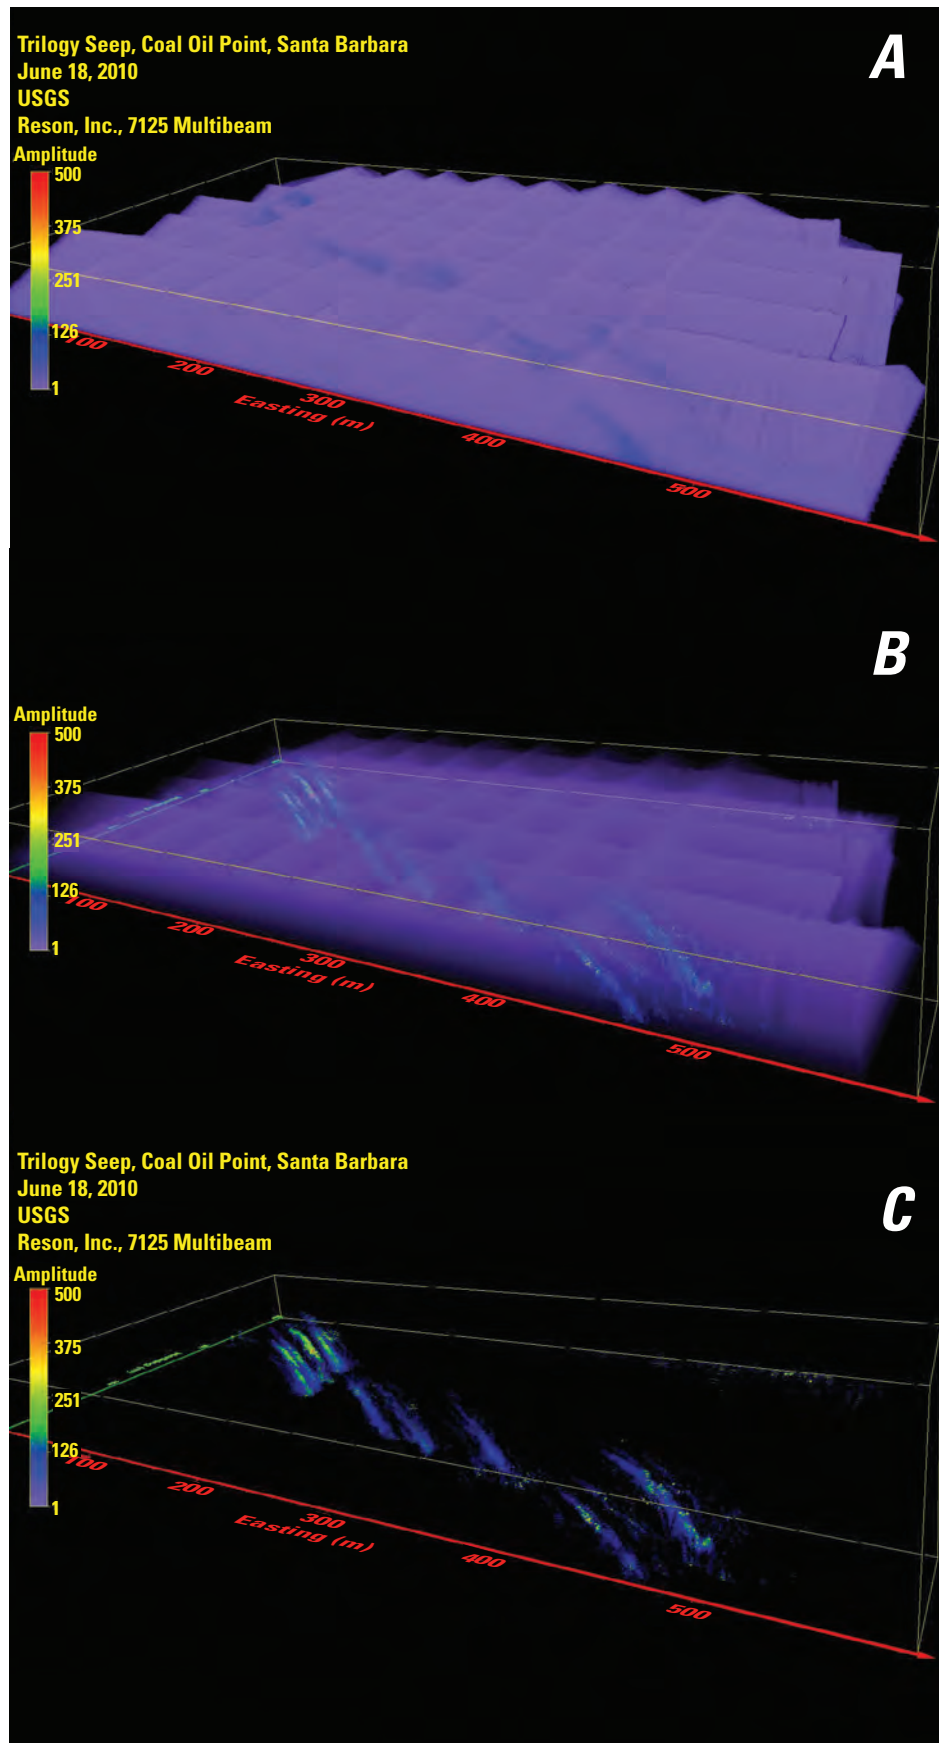 Trilogy Seep, Coal Oil Point, Santa Barbara
June 18, 2010
USGS
Reson, Inc., 7125 Multibeam
A
Amplitude
500
375
251
126
1
100
200
300
Easting (m)
400
500
B
Amplitude
500
375
251
126
1
100
200
300
Easting (m)
400
500
Trilogy Seep, Coal Oil Point, Santa Barbara
June 18, 2010
USGS
Reson, Inc., 7125 Multibeam
C
Amplitude
500
375
251
126
1
100
200
300
Easting (m)
400
500